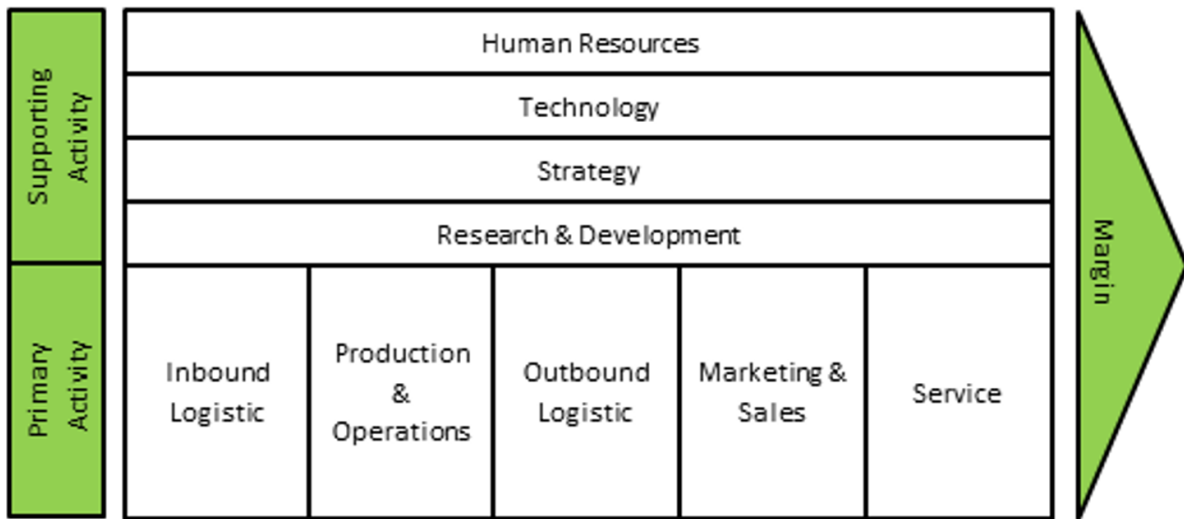 Supporting
Activity
Human Resources
Technology
Strategy
Research & Development
Primary
Activity
Inbound
Logistic
Production
&
Operations
Outbound
Logistic
Marketing &
Sales
Service
Margin